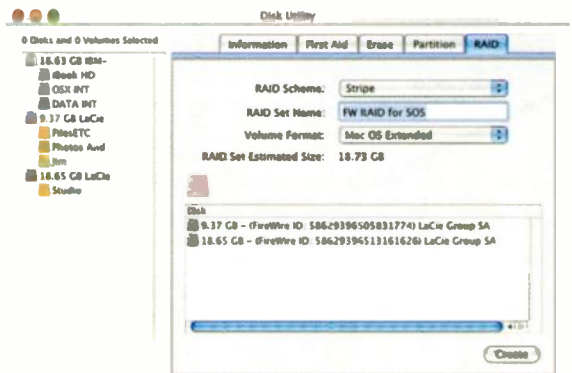 Disk Utility
0 Disks and 0 Volumes Selected
Information First Aid Erase Partition RAID
18.63 GB IBM-
iBook HD
OSX INT
DATA INT
9.37 GB LaCie
FilesETC
Photos And
Jim
18.65 GB LaCie
Studio
RAID Scheme: Stripe
RAID Set Name: FW RAID for SOS
Volume Format: Mac OS Extended
RAID Set Estimated Size: 18.73 GB
Disk
9.37 GB – (FireWire ID: 58629396505831774) LaCie Group SA
18.65 GB – (FireWire ID: 58629396513161626) LaCie Group SA
Create